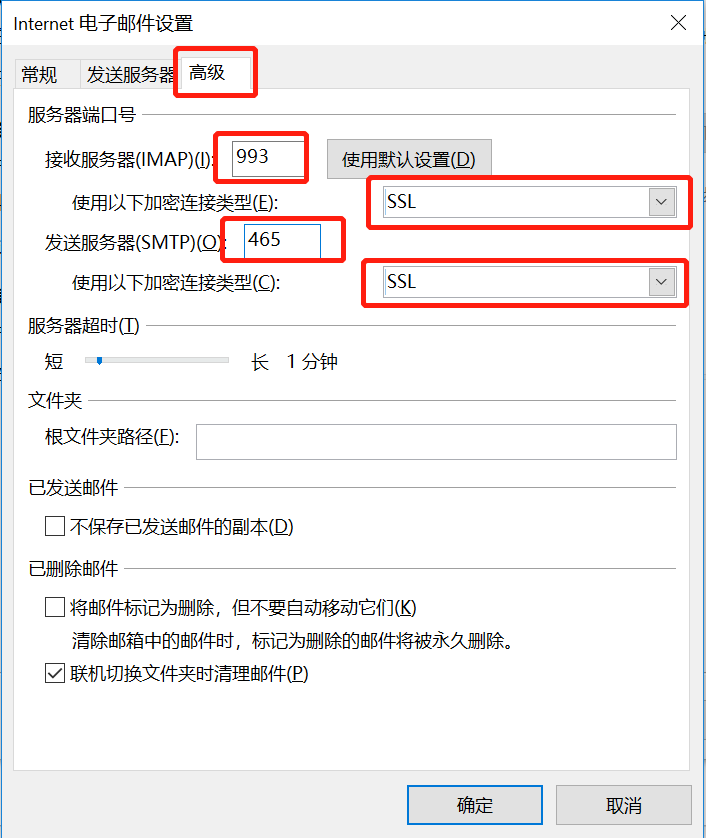 Internet 电子邮件设置
常规 发送服务器 高级
服务器端口号
接收服务器(IMAP)(I): 993 使用默认设置(D)
使用以下加密连接类型(E): SSL
发送服务器(SMTP)(O): 465
使用以下加密连接类型(C): SSL
服务器超时(T)
短 长 1 分钟
文件夹
根文件夹路径(F):
已发送邮件
不保存已发送邮件的副本(D)
已删除邮件
将邮件标记为删除，但不要自动移动它们(K)
清除邮箱中的邮件时，标记为删除的邮件将被永久删除。
联机切换文件夹时清理邮件(P)
确定 取消